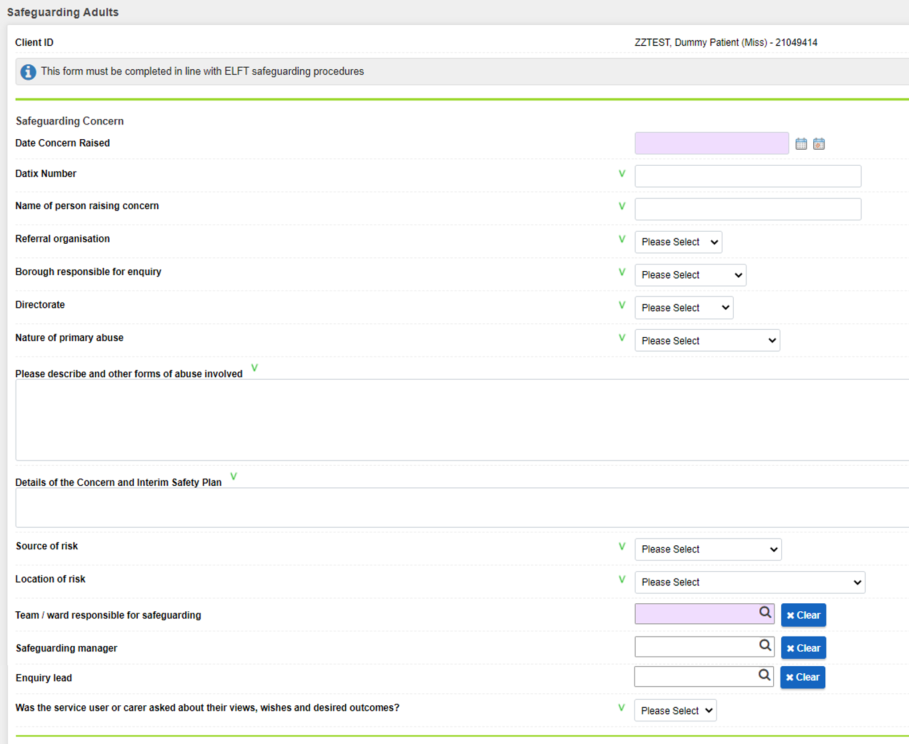 Safeguarding Adults
Client ID ZZTEST, Dummy Patient (Miss) - 21049414
This form must be completed in line with ELFT safeguarding procedures
Safeguarding Concern
Date Concern Raised
Datix Number V
Name of person raising concern V
Referral organisation V Please Select
Borough responsible for enquiry V Please Select
Directorate V Please Select
Nature of primary abuse V Please Select
Please describe and other forms of abuse involved V
Details of the Concern and Interim Safety Plan V
Source of risk V Please Select
Location of risk V Please Select
Team / ward responsible for safeguarding Clear
Safeguarding manager Clear
Enquiry lead Clear
Was the service user or carer asked about their views, wishes and desired outcomes? V Please Select